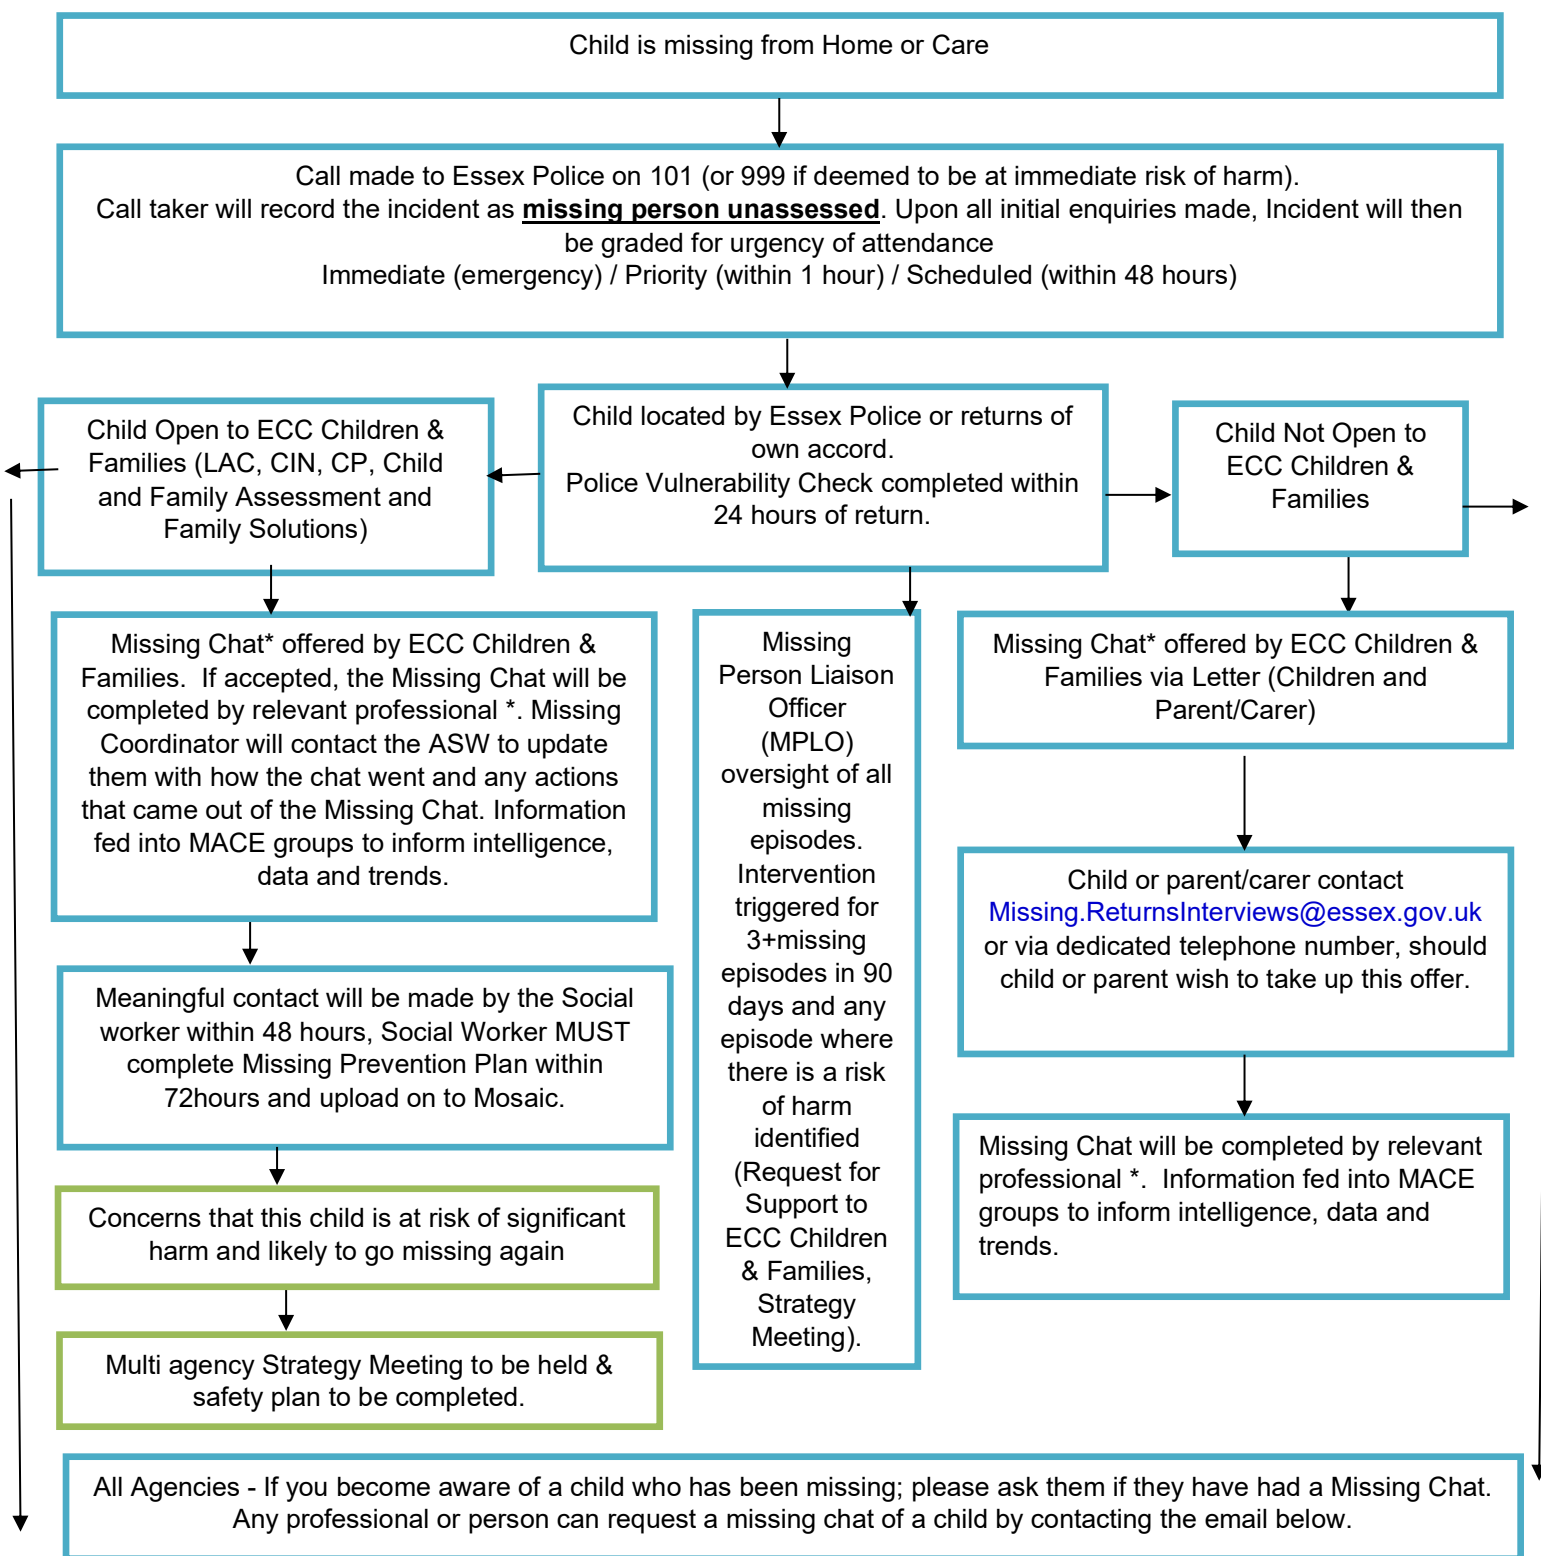 Child is missing from Home or Care
Call made to Essex Police on 101 (or 999 if deemed to be at immediate risk of harm).
Call taker will record the incident as missing person unassessed. Upon all initial enquiries made, Incident will then
be graded for urgency of attendance
Immediate (emergency) / Priority (within 1 hour) / Scheduled (within 48 hours)
Child Open to ECC Children &
Families (LAC, CIN, CP, Child
and Family Assessment and
Family Solutions)
Child located by Essex Police or returns of
own accord.
Police Vulnerability Check completed within
24 hours of return.
Child Not Open to
ECC Children &
Families
Missing Chat* offered by ECC Children &
Families.  If accepted, the Missing Chat will be
completed by relevant professional *. Missing
Coordinator will contact the ASW to update
them with how the chat went and any actions
that came out of the Missing Chat. Information
fed into MACE groups to inform intelligence,
data and trends.
Meaningful contact will be made by the Social
worker within 48 hours, Social Worker MUST
complete Missing Prevention Plan within
72hours and upload on to Mosaic.
Concerns that this child is at risk of significant
harm and likely to go missing again
Multi agency Strategy Meeting to be held &
safety plan to be completed.
Missing
Person Liaison
Officer
(MPLO)
oversight of all
missing
episodes.
Intervention
triggered for
3+missing
episodes in 90
days and any
episode where
there is a risk
of harm
identified
(Request for
Support to
ECC Children
& Families,
Strategy
Meeting).
Missing Chat* offered by ECC Children &
Families via Letter (Children and
Parent/Carer)
Child or parent/carer contact
Missing.ReturnsInterviews@essex.gov.uk
or via dedicated telephone number, should
child or parent wish to take up this offer.
Missing Chat will be completed by relevant
professional *.  Information fed into MACE
groups to inform intelligence, data and
trends.
All Agencies - If you become aware of a child who has been missing; please ask them if they have had a Missing Chat.
Any professional or person can request a missing chat of a child by contacting the email below.